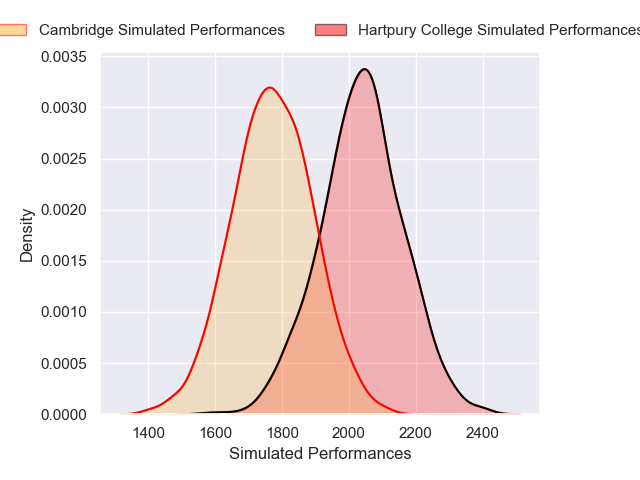 Cambridge Simulated Performances
Hartpury College Simulated Performances
0.0035
0.0030
0.0025
0.0020
0.0015
0.0010
0.0005
0.0000
Density
1400 1600 1800 2000 2200 2400
Simulated Performances